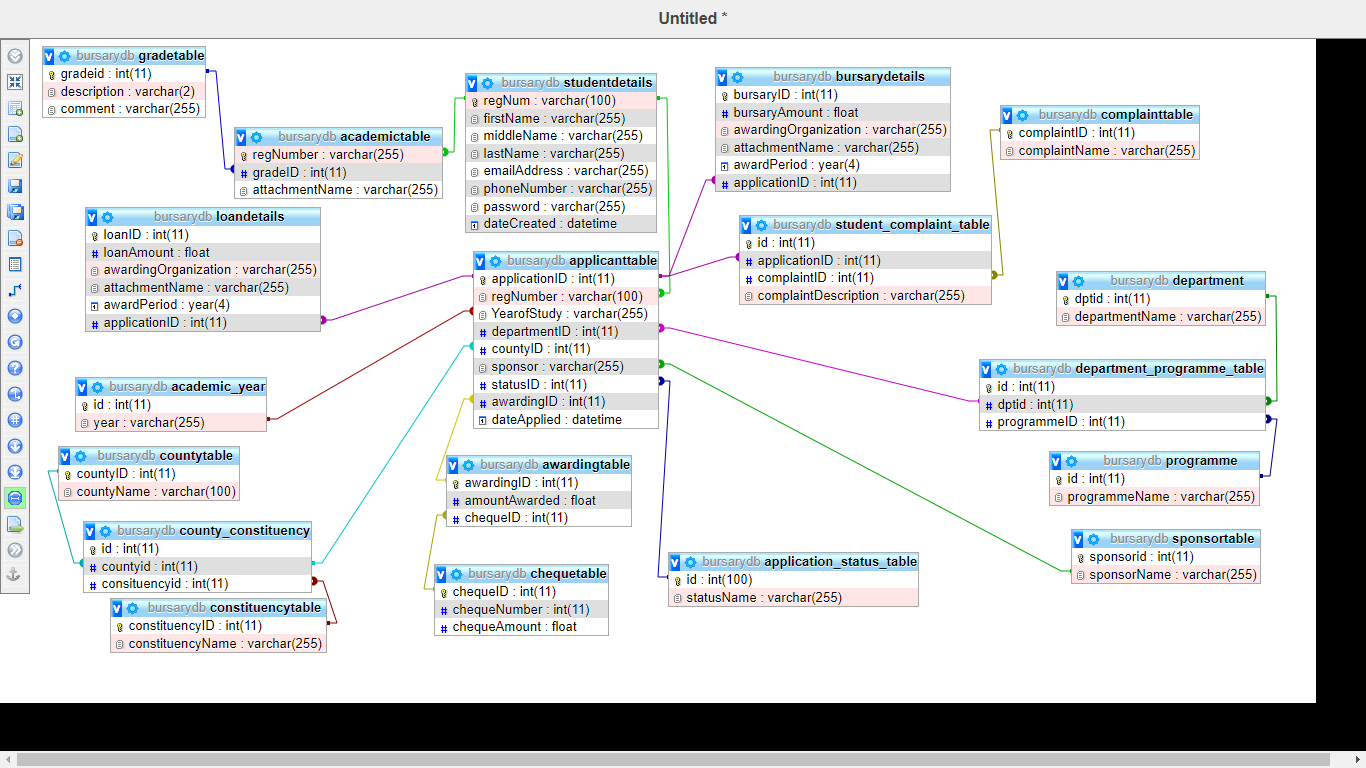 Untitled *
bursarydb gradetable
gradeid : int(11)
description : varchar(2)
comment : varchar(255)
bursarydb academictable
regNumber : varchar(255)
gradeID : int(11)
attachmentName : varchar(255)
bursarydb studentdetails
regNum : varchar(100)
firstName : varchar(255)
middleName : varchar(255)
lastName : varchar(255)
emailAddress : varchar(255)
phoneNumber : varchar(255)
password : varchar(255)
dateCreated : datetime
bursarydb bursarydetails
bursaryID : int(11)
bursaryAmount : float
awardingOrganization : varchar(255)
attachmentName : varchar(255)
awardPeriod : year(4)
applicationID : int(11)
bursarydb complainttable
complaintID : int(11)
complaintName : varchar(255)
bursarydb loandetails
loanID : int(11)
loanAmount : float
awardingOrganization : varchar(255)
attachmentName : varchar(255)
awardPeriod : year(4)
applicationID : int(11)
bursarydb applicanttable
applicationID : int(11)
regNumber : varchar(100)
YearofStudy : varchar(255)
departmentID : int(11)
countyID : int(11)
sponsor : varchar(255)
statusID : int(11)
awardingID : int(11)
dateApplied : datetime
bursarydb student_complaint_table
id : int(11)
applicationID : int(11)
complaintID : int(11)
complaintDescription : varchar(255)
bursarydb department
dptid : int(11)
departmentName : varchar(255)
bursarydb department_programme_table
id : int(11)
dptid : int(11)
programmeID : int(11)
bursarydb academic_year
id : int(11)
year : varchar(255)
bursarydb countytable
countyID : int(11)
countyName : varchar(100)
bursarydb awardingtable
awardingID : int(11)
amountAwarded : float
chequeID : int(11)
bursarydb programme
id : int(11)
programmeName : varchar(255)
bursarydb county_constituency
id : int(11)
countyid : int(11)
consituencyid : int(11)
bursarydb chequetable
chequeID : int(11)
chequeNumber : int(11)
chequeAmount : float
bursarydb application_status_table
id : int(100)
statusName : varchar(255)
bursarydb sponsortable
sponsorid : int(11)
sponsorName : varchar(255)
bursarydb constituencytable
constituencyID : int(11)
constituencyName : varchar(255)